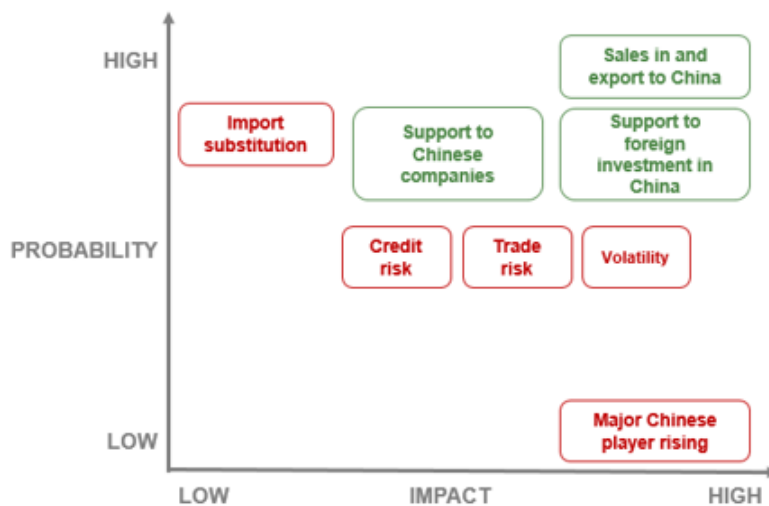 HIGH
Sales in and
export to China
Import
substitution
Support to
Chinese
companies
Support to
foreign
investment in
China
PROBABILITY
Credit
risk
Trade
risk
Volatility
Major Chinese
player rising
LOW
LOW
IMPACT
HIGH